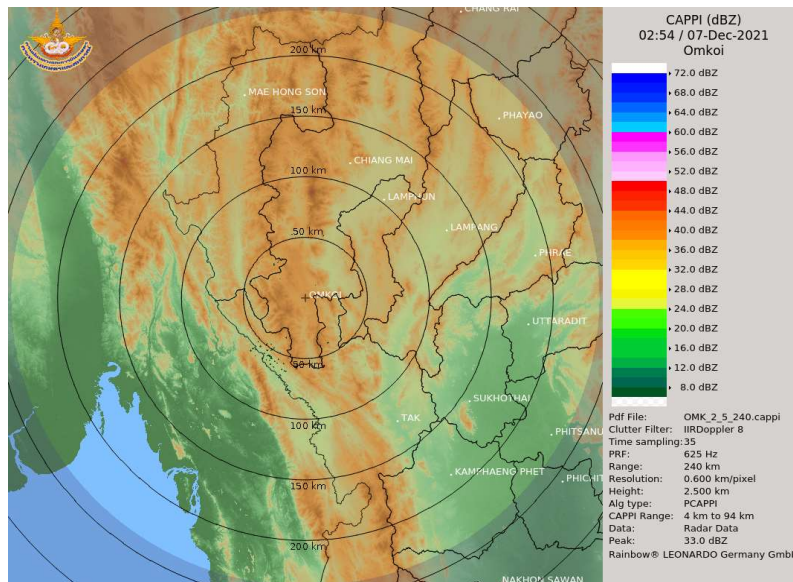 CHANG RAI
200 km
MAE HONG SON
150 km
PHAYAO
CHIANG MAI
100 km
LAMPHUN
LAMPANG
50 km
PHRAE
OMKOI
UTTARADIT
50 km
SUKHOTHAI
TAK
100 km
PHITSANU
KAMPHAENG PHET
PHICHIT
150 km
200 km
NAKHON SAWAN
CAPPI (dBZ)
02:54 / 07-Dec-2021
Omkoi
72.0 dBZ
68.0 dBZ
64.0 dBZ
60.0 dBZ
56.0 dBZ
52.0 dBZ
48.0 dBZ
44.0 dBZ
40.0 dBZ
36.0 dBZ
32.0 dBZ
28.0 dBZ
24.0 dBZ
20.0 dBZ
16.0 dBZ
12.0 dBZ
8.0 dBZ
Pdf File: OMK_2_5_240.cappi
Clutter Filter: IIRDoppler 8
Time sampling:35
PRF: 625 Hz
Range: 240 km
Resolution: 0.600 km/pixel
Height: 2.500 km
Alg type: PCAPPI
CAPPI Range: 4 km to 94 km
Data: Radar Data
Peak: 33.0 dBZ
Rainbow® LEONARDO Germany GmbH